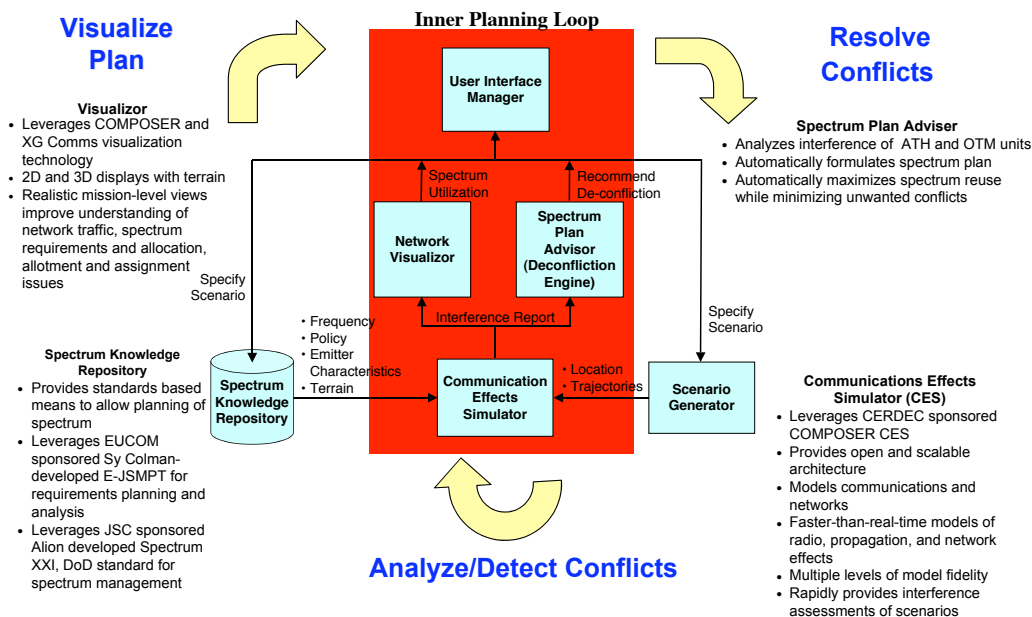 Inner Planning Loop
Visualize
Plan
Resolve
Conflicts
User Interface
Manager
Visualizor
• Leverages COMPOSER and
XG Comms visualization
technology
• 2D and 3D displays with terrain
• Realistic mission-level views
improve understanding of
network traffic, spectrum
requirements and allocation,
allotment and assignment
issues
Spectrum Plan Adviser
• Analyzes interference of ATH and OTM units
• Automatically formulates spectrum plan
• Automatically maximizes spectrum reuse
while minimizing unwanted conflicts
Spectrum
Utilization
Recommend
De-confliction
Network
Visualizor
Spectrum
Plan
Advisor
(Deconfliction
Engine)
Specify
Scenario
Specify
Scenario
Interference Report
• Frequency
• Policy
• Emitter
Characteristics
• Terrain
• Location
• Trajectories
Spectrum
Knowledge
Repository
Communication
Effects
Simulator
Scenario
Generator
Spectrum Knowledge
Repository
• Provides standards based
means to allow planning of
spectrum
• Leverages EUCOM
sponsored Sy Colman-
developed E-JSMPT for
requirements planning and
analysis
• Leverages JSC sponsored
Alion developed Spectrum
XXI, DoD standard for
spectrum management
Communications Effects
Simulator (CES)
• Leverages CERDEC sponsored
COMPOSER CES
• Provides open and scalable
architecture
• Models communications and
networks
• Faster-than-real-time models of
radio, propagation, and network
effects
• Multiple levels of model fidelity
• Rapidly provides interference
assessments of scenarios
Analyze/Detect Conflicts